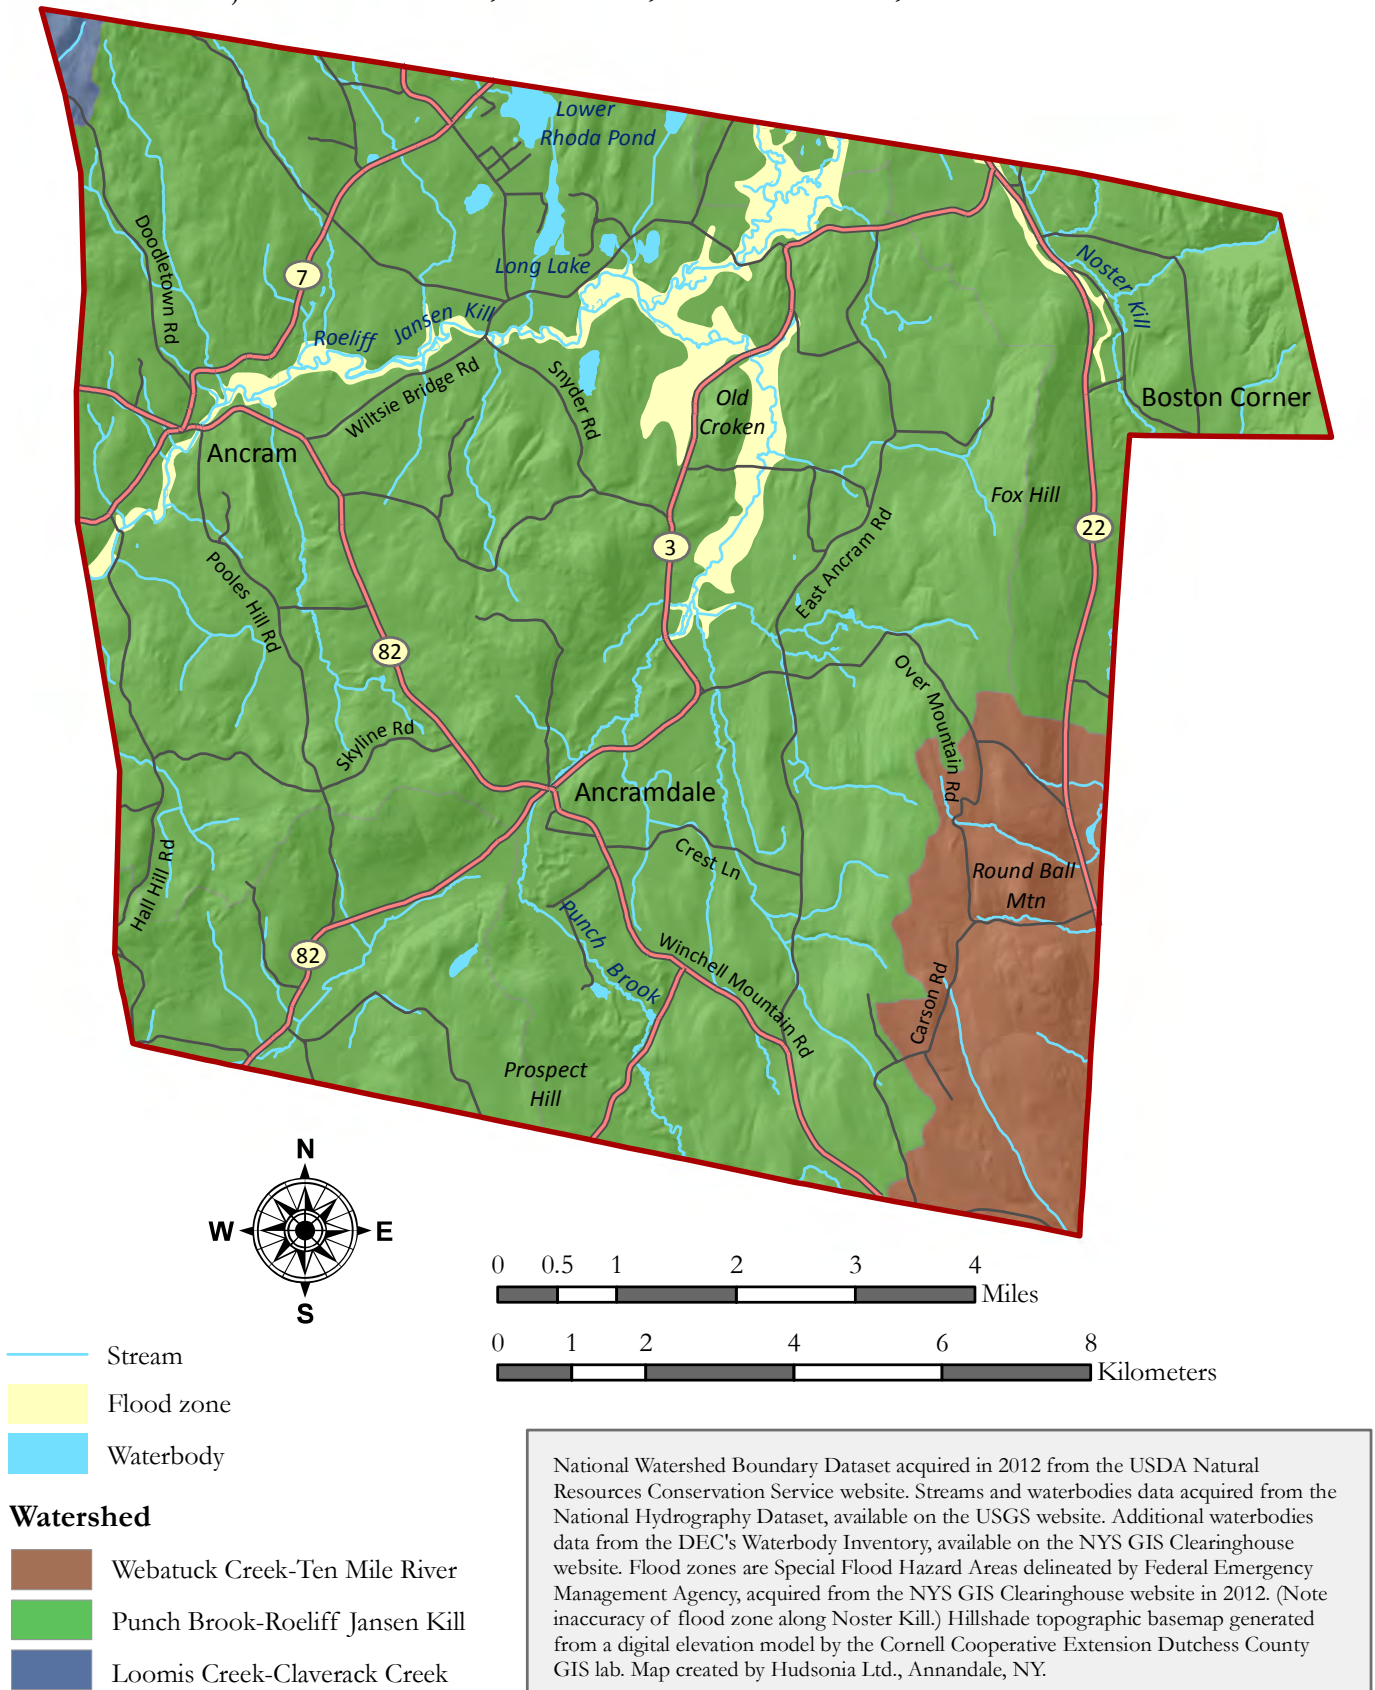 Lower
Rhoda Pond
Doodletown Rd
7
Long Lake
Noster Kill
Roeliff Jansen Kill
Wiltsie Bridge Rd
Snyder Rd
Old
Croken
Boston Corner
Ancram
Fox Hill
22
3
Pooles Hill Rd
East Ancram Rd
82
Over Mountain Rd
Skyline Rd
Ancramdale
Crest Ln
Round Ball
Mtn
Hall Hill Rd
Punch Brook
82
Winchell Mountain Rd
Carson Rd
Prospect
Hill
N
W E
S
0 0.5 1 2 3 4
Miles
0 1 2 4 6 8
Kilometers
Stream
Flood zone
Waterbody
Watershed
Webatuck Creek-Ten Mile River
Punch Brook-Roeliff Jansen Kill
Loomis Creek-Claverack Creek
National Watershed Boundary Dataset acquired in 2012 from the USDA Natural
Resources Conservation Service website. Streams and waterbodies data acquired from the
National Hydrography Dataset, available on the USGS website. Additional waterbodies
data from the DEC's Waterbody Inventory, available on the NYS GIS Clearinghouse
website. Flood zones are Special Flood Hazard Areas delineated by Federal Emergency
Management Agency, acquired from the NYS GIS Clearinghouse website in 2012. (Note
inaccuracy of flood zone along Noster Kill.) Hillshade topographic basemap generated
from a digital elevation model by the Cornell Cooperative Extension Dutchess County
GIS lab. Map created by Hudsonia Ltd., Annandale, NY.